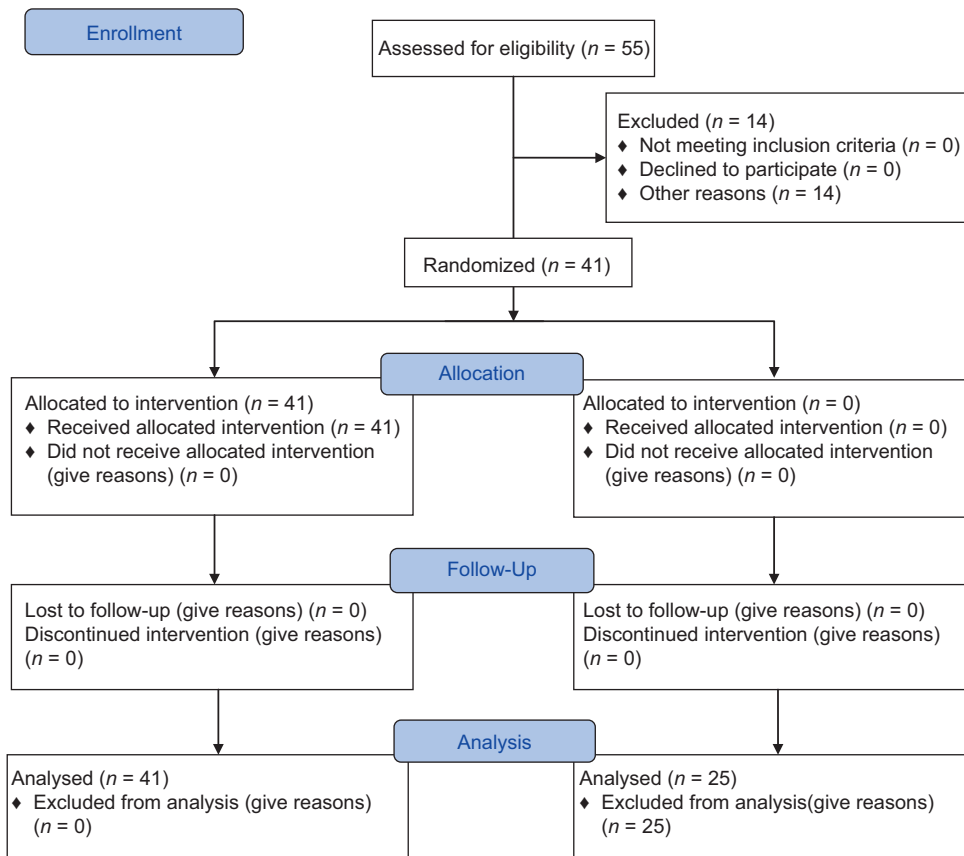 Enrollment
Assessed for eligibility (n = 55)
Excluded (n = 14)
♦ Not meeting inclusion criteria (n = 0)
♦ Declined to participate (n = 0)
♦ Other reasons (n = 14)
Randomized (n = 41)
Allocation
Allocated to intervention (n = 41)
♦ Received allocated intervention (n = 41)
♦ Did not receive allocated intervention
(give reasons) (n = 0)
Allocated to intervention (n = 0)
♦ Received allocated intervention (n = 0)
♦ Did not receive allocated intervention
(give reasons) (n = 0)
Follow-Up
Lost to follow-up (give reasons) (n = 0)
Discontinued intervention (give reasons)
(n = 0)
Lost to follow-up (give reasons) (n = 0)
Discontinued intervention (give reasons)
(n = 0)
Analysis
Analysed (n = 41)
♦ Excluded from analysis (give reasons)
(n = 0)
Analysed (n = 25)
♦ Excluded from analysis(give reasons)
(n = 25)